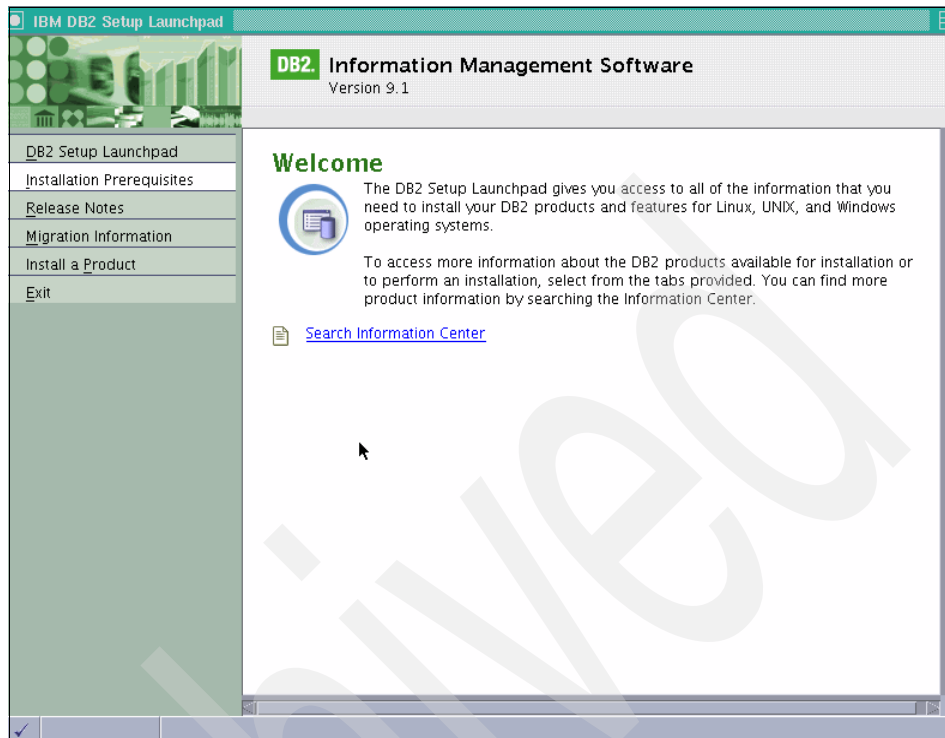 IBM DB2 Setup Launchpad
DB2. Information Management Software
Version 9.1
DB2 Setup Launchpad
Installation Prerequisites
Release Notes
Migration Information
Install a Product
Exit
Welcome
The DB2 Setup Launchpad gives you access to all of the information that you
need to install your DB2 products and features for Linux, UNIX, and Windows
operating systems.
To access more information about the DB2 products available for installation or
to perform an installation, select from the tabs provided. You can find more
product information by searching the Information Center.
Search Information Center
hived